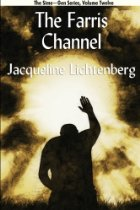 The Sime~Gen Series, Volume Twelve
The Farris
Channel
Jacqueline Lichtenberg